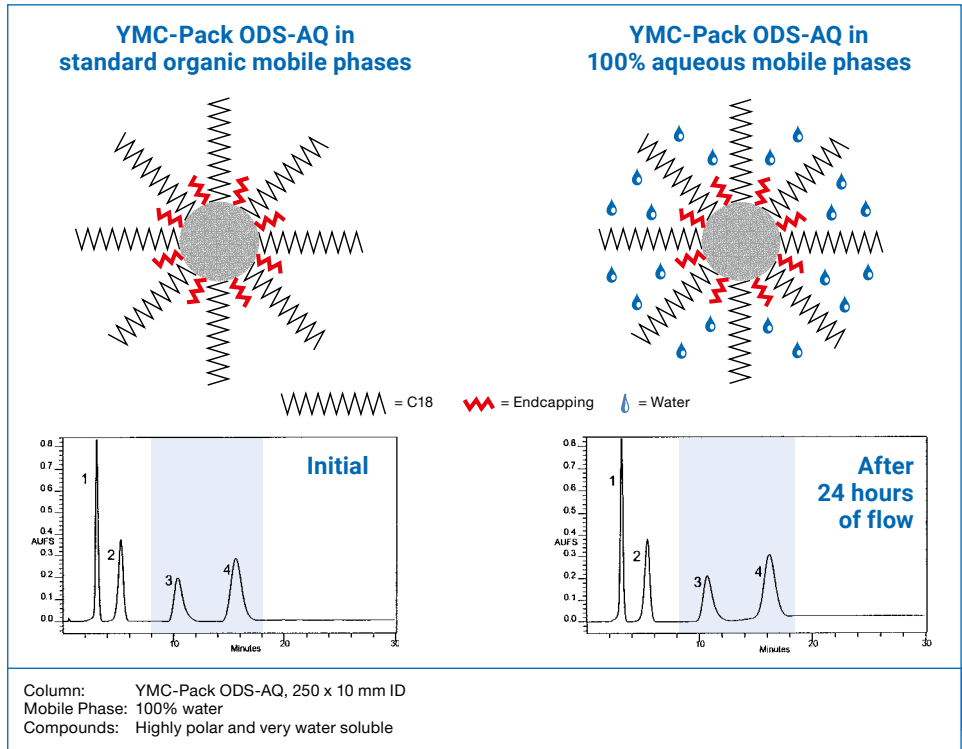 YMC-Pack ODS-AQ in
standard organic mobile phases
YMC-Pack ODS-AQ in
100% aqueous mobile phases
= C18
= Endcapping
= Water
0.8
0.7
0.6
0.5
0.4
AUFS
0.3
0.2
0.1
0.0
1
2
3
4
Initial
10
Minutes
20
30
0.8
0.7
0.6
0.5
0.4
AUFS
0.3
0.2
0.1
0.0
1
2
3
4
After
24 hours
of flow
10
Minutes
20
30
Column: YMC-Pack ODS-AQ, 250 x 10 mm ID
Mobile Phase: 100% water
Compounds: Highly polar and very water soluble